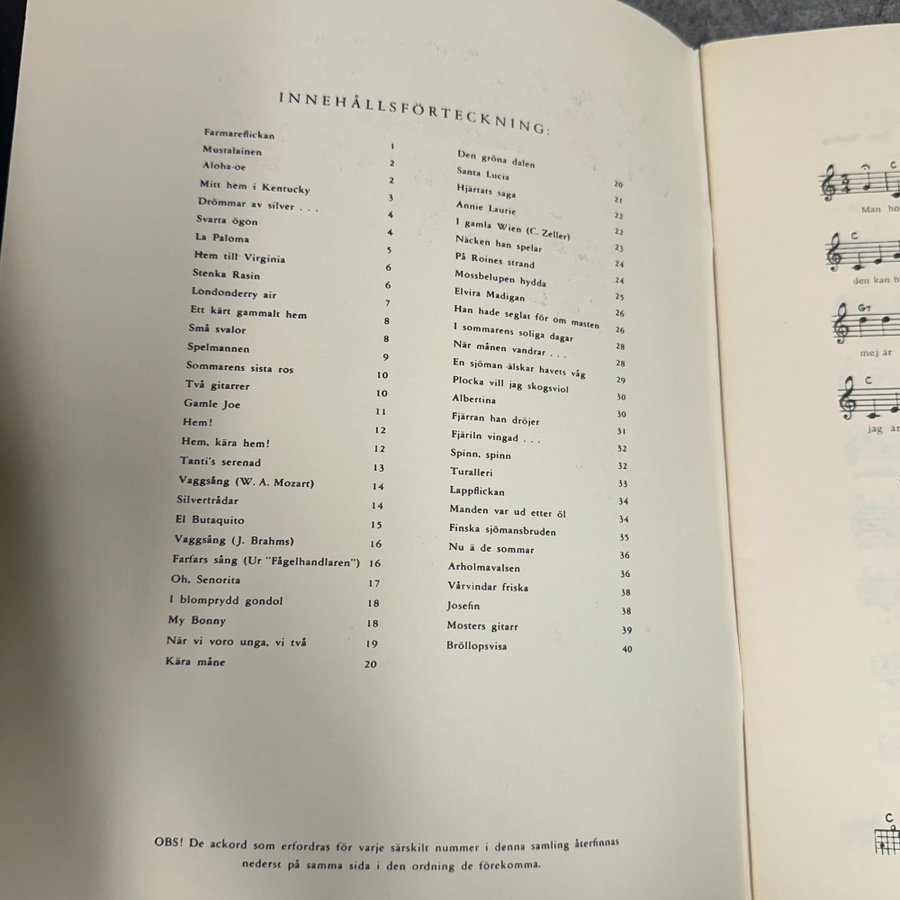 INNEHÅLLSFÖRTECKNING:
Farmareflickan 1
Mustalainen 2
Aloha-oe 2
Mitt hem i Kentucky 3
Drömmar av silver . . . 4
Svarta ögon 4
La Paloma 5
Hem till Virginia 6
Stenka Rasin 6
Londonderry air 7
Ett kärt gammalt hem 8
Små svalor 8
Spelmannen 9
Sommarens sista ros 10
Två gitarrer 10
Gamle Joe 11
Hem! 12
Hem, kära hem! 12
Tanti's serenad 13
Vaggsång (W. A. Mozart) 14
Silvertrådar 14
El Butaquito 15
Vaggsång (J. Brahms) 16
Farfars sång (Ur "Fågelhandlaren") 16
Oh, Senorita 17
I blomprydd gondol 18
My Bonny 18
När vi voro unga, vi två 19
Kära måne 20
Den gröna dalen 20
Santa Lucia 21
Hjärtats saga 22
Annie Laurie 22
I gamla Wien (C. Zeller) 23
Näcken han spelar 24
På Roines strand 24
Mossbelupen hydda 25
Elvira Madigan 26
Han hade seglat för om masten 26
I sommarens soliga dagar 28
När månen vandrar . . . 28
En sjöman älskar havets våg 29
Plocka vill jag skogsviol 30
Albertina 30
Fjärran han dröjer 31
Fjäriln vingad . . . 32
Spinn, spinn 32
Turalleri 33
Lappflickan 34
Manden var ud etter öl 34
Finska sjömansbruden 35
Nu ä de sommar 36
Arholmavalsen 36
Vårvindar friska 38
Josefin 38
Mosters gitarr 39
Bröllopsvisa 40
OBS! De ackord som erfordras för varje särskilt nummer i denna samling återfinnas
nederst på samma sida i den ordning de förekomma.
C
Man
C
den kan
G7
mej är
C
jag
C